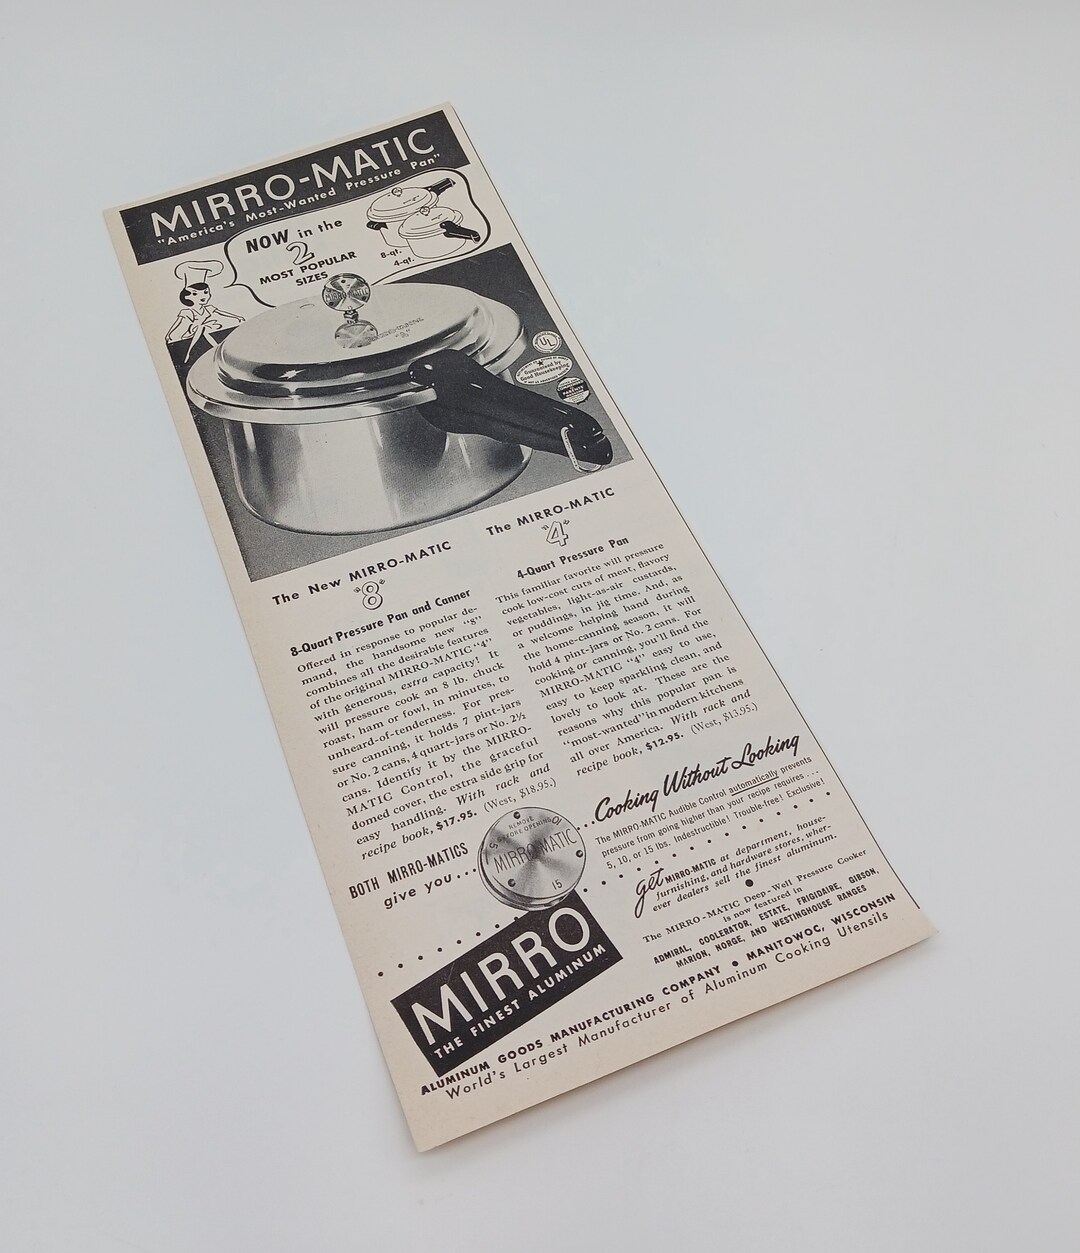 MIRRO-MATIC
"America's Most-Wanted Pressure Pan"
NOW in the
2
MOST POPULAR
SIZES
8-qt.
4-qt.
MIRRO-MATIC
UL
Guaranteed by
Good Housekeeping
The New MIRRO-MATIC
"8"
8-Quart Pressure Pan and Canner
Offered in response to popular de-
mand, the handsome new "8"
combines all the desirable features
of the original MIRRO-MATIC "4"
with generous, extra capacity! It
will pressure cook an 8 lb. chuck
roast, ham or fowl, in minutes, to
unheard-of-tenderness. For pres-
sure canning, it holds 7 pint-jars
or No. 2 cans, 4 quart-jars or No. 2½
cans. Identify it by the MIRRO-
MATIC Control, the graceful
domed cover, the extra side grip for
easy handling. With rack and
recipe book, $17.95. (West, $18.95.)
The MIRRO-MATIC
"4"
4-Quart Pressure Pan
This familiar favorite will pressure
cook low-cost cuts of meat, flavory
vegetables, light-as-air custards,
or puddings, in jig time. And, as
a welcome helping hand during
the home-canning season, it will
hold 4 pint-jars or No. 2 cans. For
cooking or canning, you'll find the
MIRRO-MATIC "4" easy to use,
easy to keep sparkling clean, and
lovely to look at. These are the
reasons why this popular pan is
"most-wanted" in modern kitchens
all over America. With rack and
recipe book, $12.95. (West, $13.95.)
BOTH MIRRO-MATICS
give you...
REMOVE
BEFORE OPENING
5
10
MIRRO-MATIC
15
...Cooking Without Looking
The MIRRO-MATIC Audible Control automatically prevents
pressure from going higher than your recipe requires...
5, 10, or 15 lbs. Indestructible! Trouble-free! Exclusive!
get MIRRO-MATIC at department, house-
furnishing, and hardware stores, wher-
ever dealers sell the finest aluminum.
The MIRRO-MATIC Deep-Well Pressure Cooker
is now featured in
ADMIRAL, COOLERATOR, ESTATE, FRIGIDAIRE, GIBSON,
MARION, NORGE, AND WESTINGHOUSE RANGES
MIRRO
THE FINEST ALUMINUM
ALUMINUM GOODS MANUFACTURING COMPANY • MANITOWOC, WISCONSIN
World's Largest Manufacturer of Aluminum Cooking Utensils